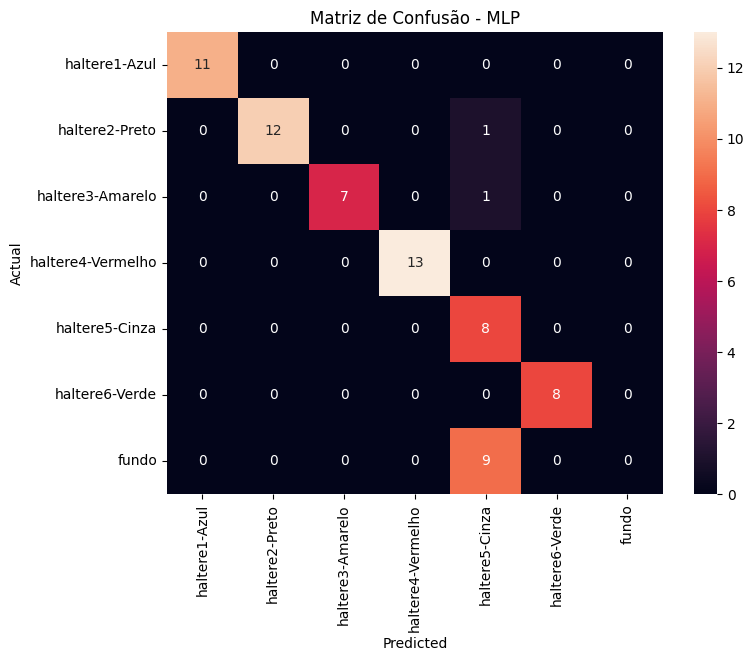 Matriz de Confusão - MLP
haltere1-Azul 11 0 0 0 0 0 0
haltere2-Preto 0 12 0 0 1 0 0
haltere3-Amarelo 0 0 7 0 1 0 0
haltere4-Vermelho 0 0 0 13 0 0 0
haltere5-Cinza 0 0 0 0 8 0 0
haltere6-Verde 0 0 0 0 0 8 0
fundo 0 0 0 0 9 0 0
Actual
haltere1-Azul
haltere2-Preto
haltere3-Amarelo
haltere4-Vermelho
haltere5-Cinza
haltere6-Verde
fundo
Predicted
12
10
8
6
4
2
0